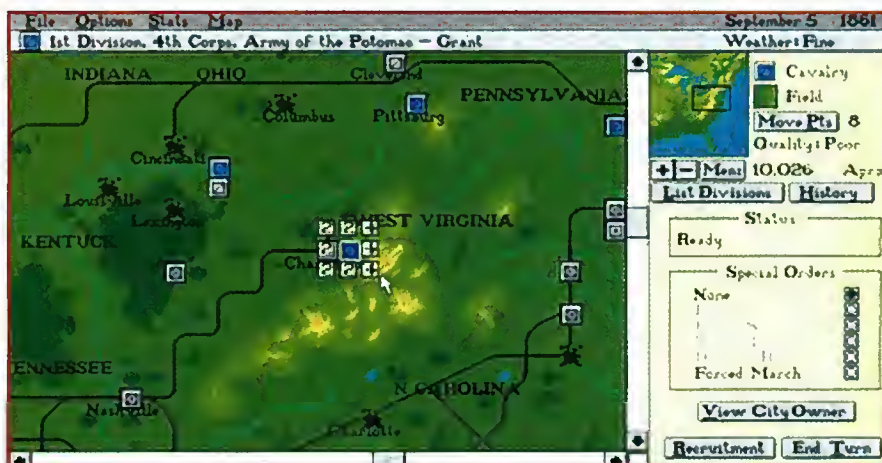 File Options Stats Map September 5 1861
1st Division, 4th Corps, Army of the Potomac – Grant Weather: Fine
INDIANA OHIO Cleveland
PENNSYLVANIA
Columbus Pittsburg
Cincinnati
Louisville
Lexington
KENTUCK
WEST VIRGINIA
Cha
ENNESSEE
Nashville
N CAROLINA
Charlotte
Cavalry
Field
Move Pts 8
Quality: Poor
+ - Men: 10,026
List Divisions History
Status
Ready
Special Orders
None
Forced March
View City Owner
Recruitment End Turn